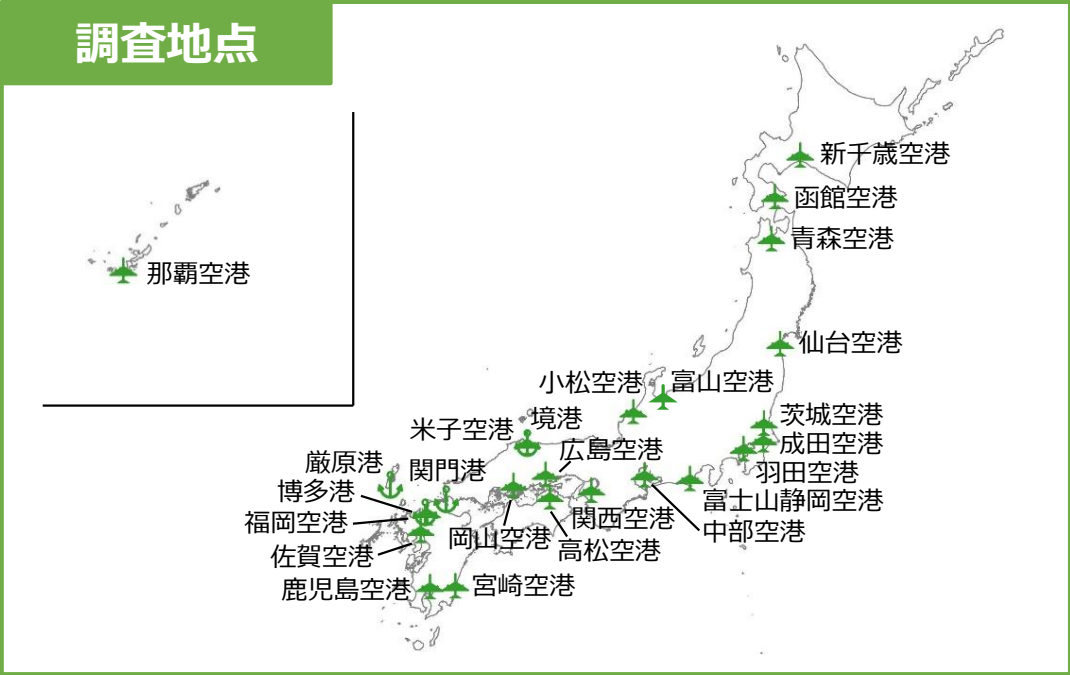 調査地点
新千歳空港
函館空港
青森空港
那覇空港
仙台空港
小松空港
富山空港
境港
米子空港
茨城空港
広島空港
成田空港
厳原港
関門港
羽田空港
博多港
富士山静岡空港
福岡空港
関西空港
中部空港
岡山空港
高松空港
佐賀空港
鹿児島空港
宮崎空港